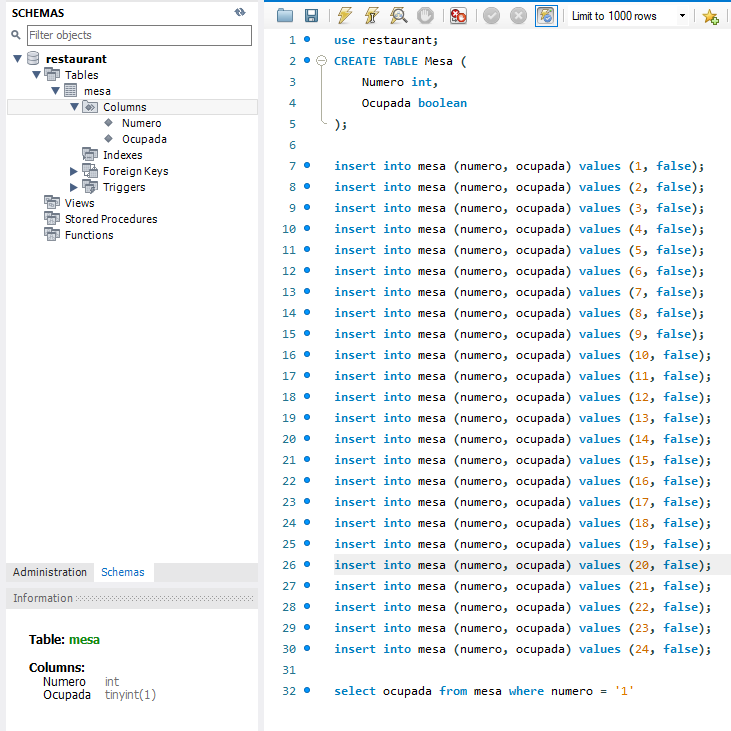 SCHEMAS
Filter objects
restaurant
Tables
mesa
Columns
Numero
Ocupada
Indexes
Foreign Keys
Triggers
Views
Stored Procedures
Functions
Administration Schemas
Information
Table: mesa
Columns:
Numero int
Ocupada tinyint(1)
Limit to 1000 rows
1 use restaurant;
2 CREATE TABLE Mesa (
3 Numero int,
4 Ocupada boolean
5 );
6
7 insert into mesa (numero, ocupada) values (1, false);
8 insert into mesa (numero, ocupada) values (2, false);
9 insert into mesa (numero, ocupada) values (3, false);
10 insert into mesa (numero, ocupada) values (4, false);
11 insert into mesa (numero, ocupada) values (5, false);
12 insert into mesa (numero, ocupada) values (6, false);
13 insert into mesa (numero, ocupada) values (7, false);
14 insert into mesa (numero, ocupada) values (8, false);
15 insert into mesa (numero, ocupada) values (9, false);
16 insert into mesa (numero, ocupada) values (10, false);
17 insert into mesa (numero, ocupada) values (11, false);
18 insert into mesa (numero, ocupada) values (12, false);
19 insert into mesa (numero, ocupada) values (13, false);
20 insert into mesa (numero, ocupada) values (14, false);
21 insert into mesa (numero, ocupada) values (15, false);
22 insert into mesa (numero, ocupada) values (16, false);
23 insert into mesa (numero, ocupada) values (17, false);
24 insert into mesa (numero, ocupada) values (18, false);
25 insert into mesa (numero, ocupada) values (19, false);
26 insert into mesa (numero, ocupada) values (20, false);
27 insert into mesa (numero, ocupada) values (21, false);
28 insert into mesa (numero, ocupada) values (22, false);
29 insert into mesa (numero, ocupada) values (23, false);
30 insert into mesa (numero, ocupada) values (24, false);
31
32 select ocupada from mesa where numero = '1'